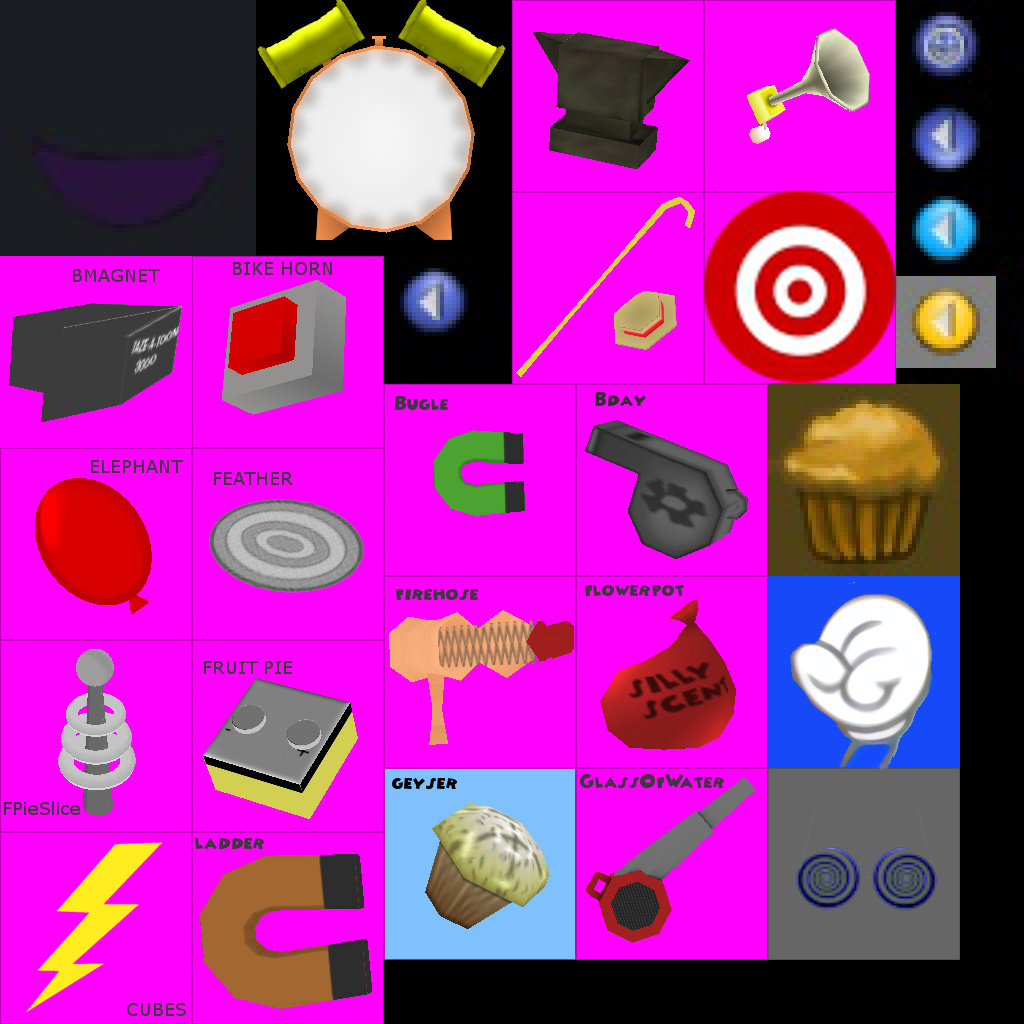 BMAGNET
BIKE HORN
TAZE-A-TOON
3000
BUGLE
BDAY
ELEPHANT
FEATHER
FIREHOSE
FLOWERPOT
SILLY
SCENT
FRUIT PIE
- +
FPieSlice
GEYSER
GLASSOFWATER
LADDER
CUBES